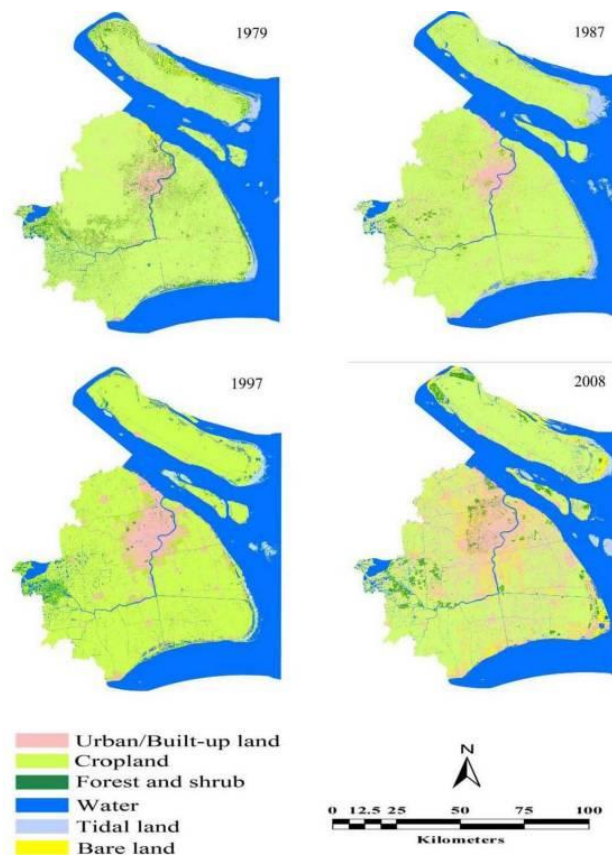 1979
1987
1997
2008
Urban/Built-up land
Cropland
Forest and shrub
Water
Tidal land
Bare land
N
0 12.5 25 50 75 100
Kilometers